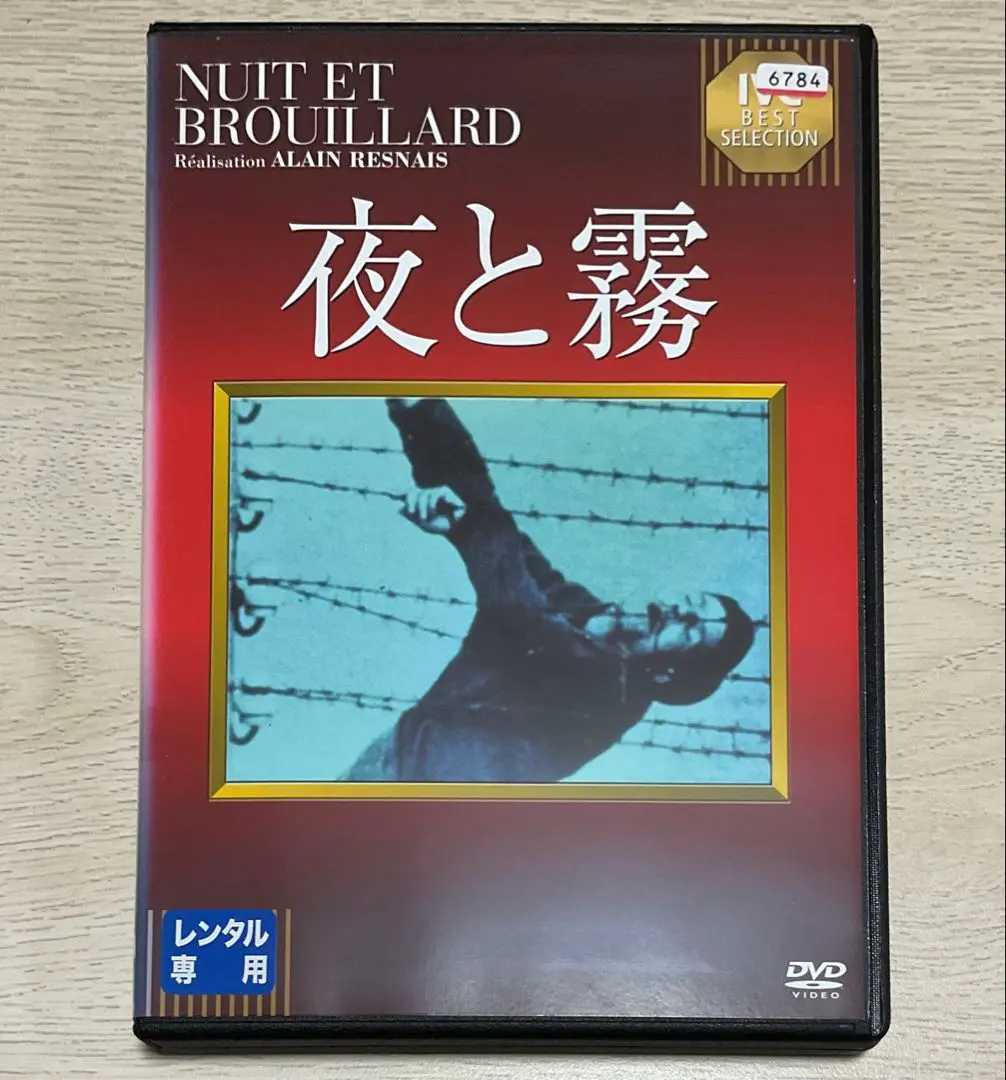 NUIT ET
BROUILLARD
Réalisation ALAIN RESNAIS
6784
BEST
SELECTION
夜と霧
レンタル
専用
DVD
VIDEO